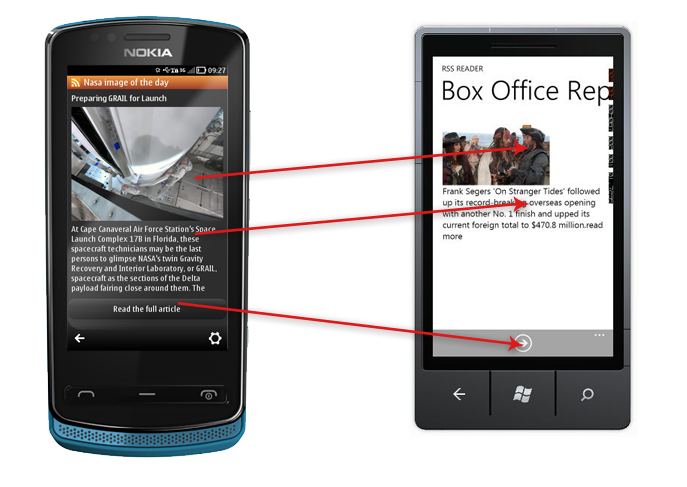 NOKIA
3G
09:27
Nasa image of the day
Preparing GRAIL for Launch
At Cape Canaveral Air Force Station's Space
Launch Complex 17B in Florida, these
spacecraft technicians may be the last
persons to glimpse NASA's twin Gravity
Recovery and Interior Laboratory, or GRAIL,
spacecraft as the sections of the Delta
payload fairing close around them. The
Read the full article
RSS READER
Box Office Rep
Frank Segers 'On Stranger Tides' followed
up its record-breaking overseas opening
with another No. 1 finish and upped its
current foreign total to $470.8 million.read
more